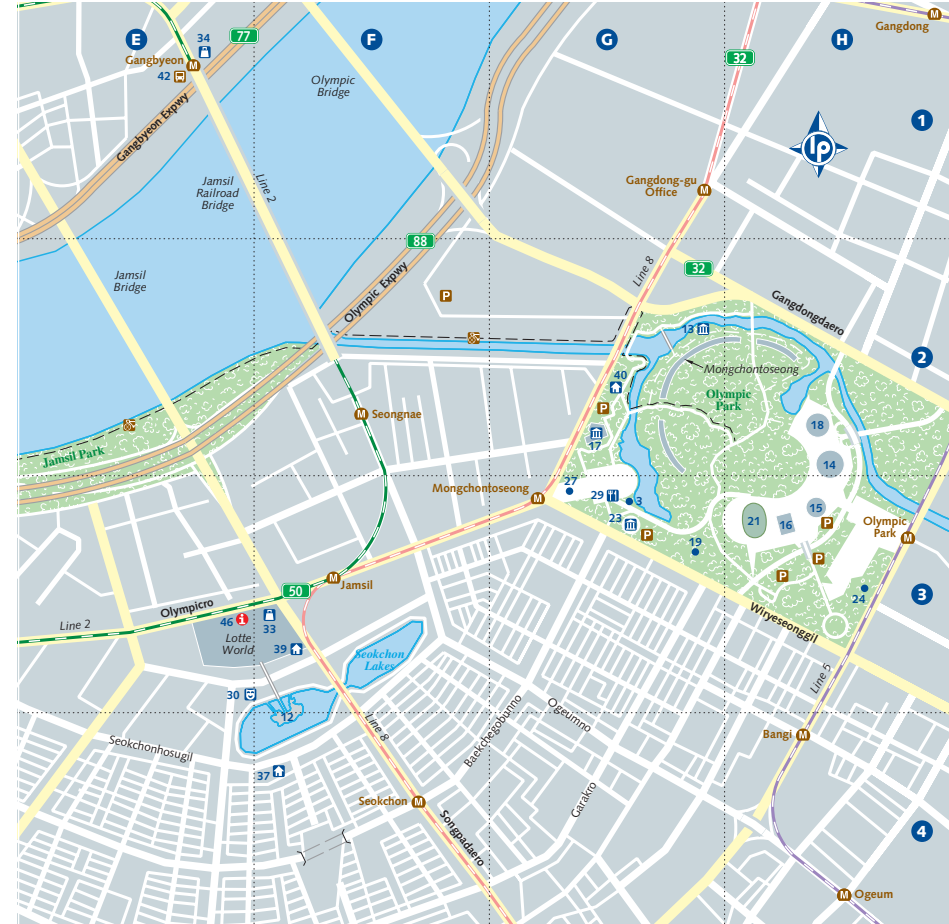 E
34
77
F
G
H
Gangdong
M
Gangbyeon
M
42
32
Olympic
Bridge
Gangbyeon Expwy
1
lp
Jamsil
Railroad
Bridge
Line 2
Gangdong-gu
Office
M
88
Line 8
32
Jamsil
Bridge
Olympic Expwy
P
Gangdongdaero
13
2
Mongchontoseong
40
Olympic
Park
P
M
Seongnae
18
17
Jamsil Park
14
Mongchontoseong
M
27
29
3
15
23
21
16
P
Olympic
Park
M
P
19
P
P
M
Jamsil
50
Olympicro
24
3
Line 2
46
i
33
Wiryeseonggil
Lotte
World
39
Seokchon
Lakes
Line 5
30
12
Line 8
Baekchegobunno
Ogeumno
Bangi
M
Seokchonhosugil
37
Seokchon
M
Garakro
Songpadaero
4
M
Ogeum